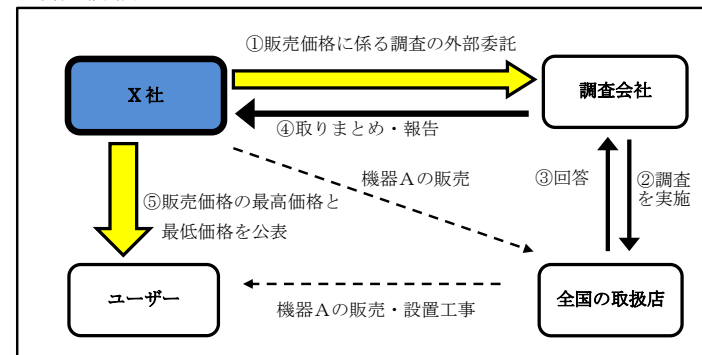 ①販売価格に係る調査の外部委託
X社
調査会社
④取りまとめ・報告
機器Aの販売
③回答
②調査
を実施
⑤販売価格の最高価格と
最低価格を公表
ユーザー
全国の取扱店
機器Aの販売・設置工事